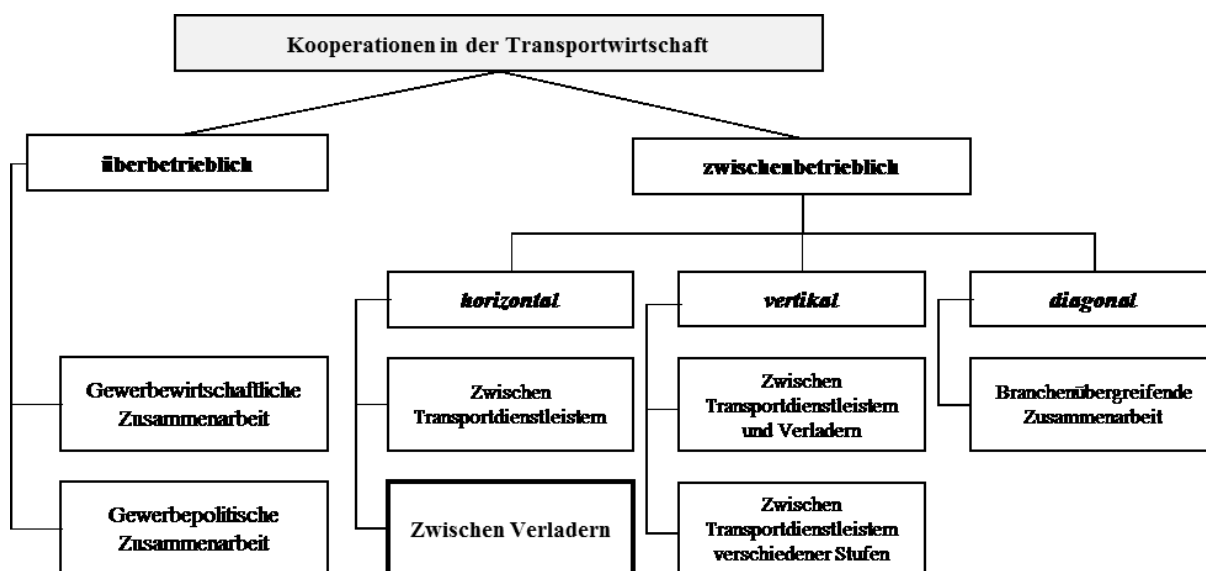 Kooperationen in der Transportwirtschaft
überbetrieblich
zwischenbetrieblich
horizontal
vertikal
diagonal
Gewerbewirtschaftliche
Zusammenarbeit
Zwischen
Transportdienstleistern
Zwischen
Transportdienstleistern
und Verladern
Branchenübergreifende
Zusammenarbeit
Gewerbepolitische
Zusammenarbeit
Zwischen Verladern
Zwischen
Transportdienstleistern
verschiedener Stufen